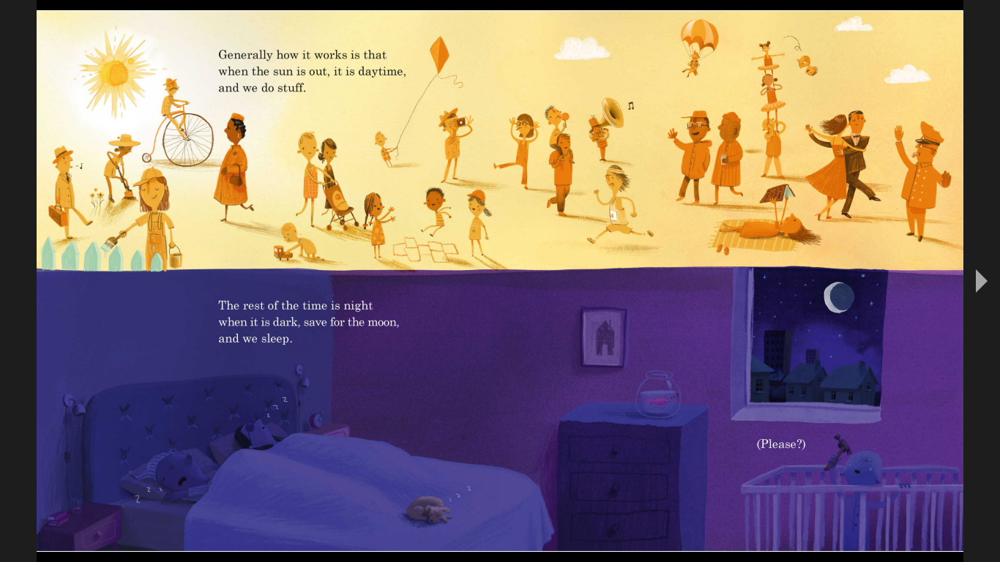 Generally how it works is that
when the sun is out, it is daytime,
and we do stuff.
The rest of the time is night
when it is dark, save for the moon,
and we sleep.
z
z
z
z
z
z
z
z
z
(Please?)